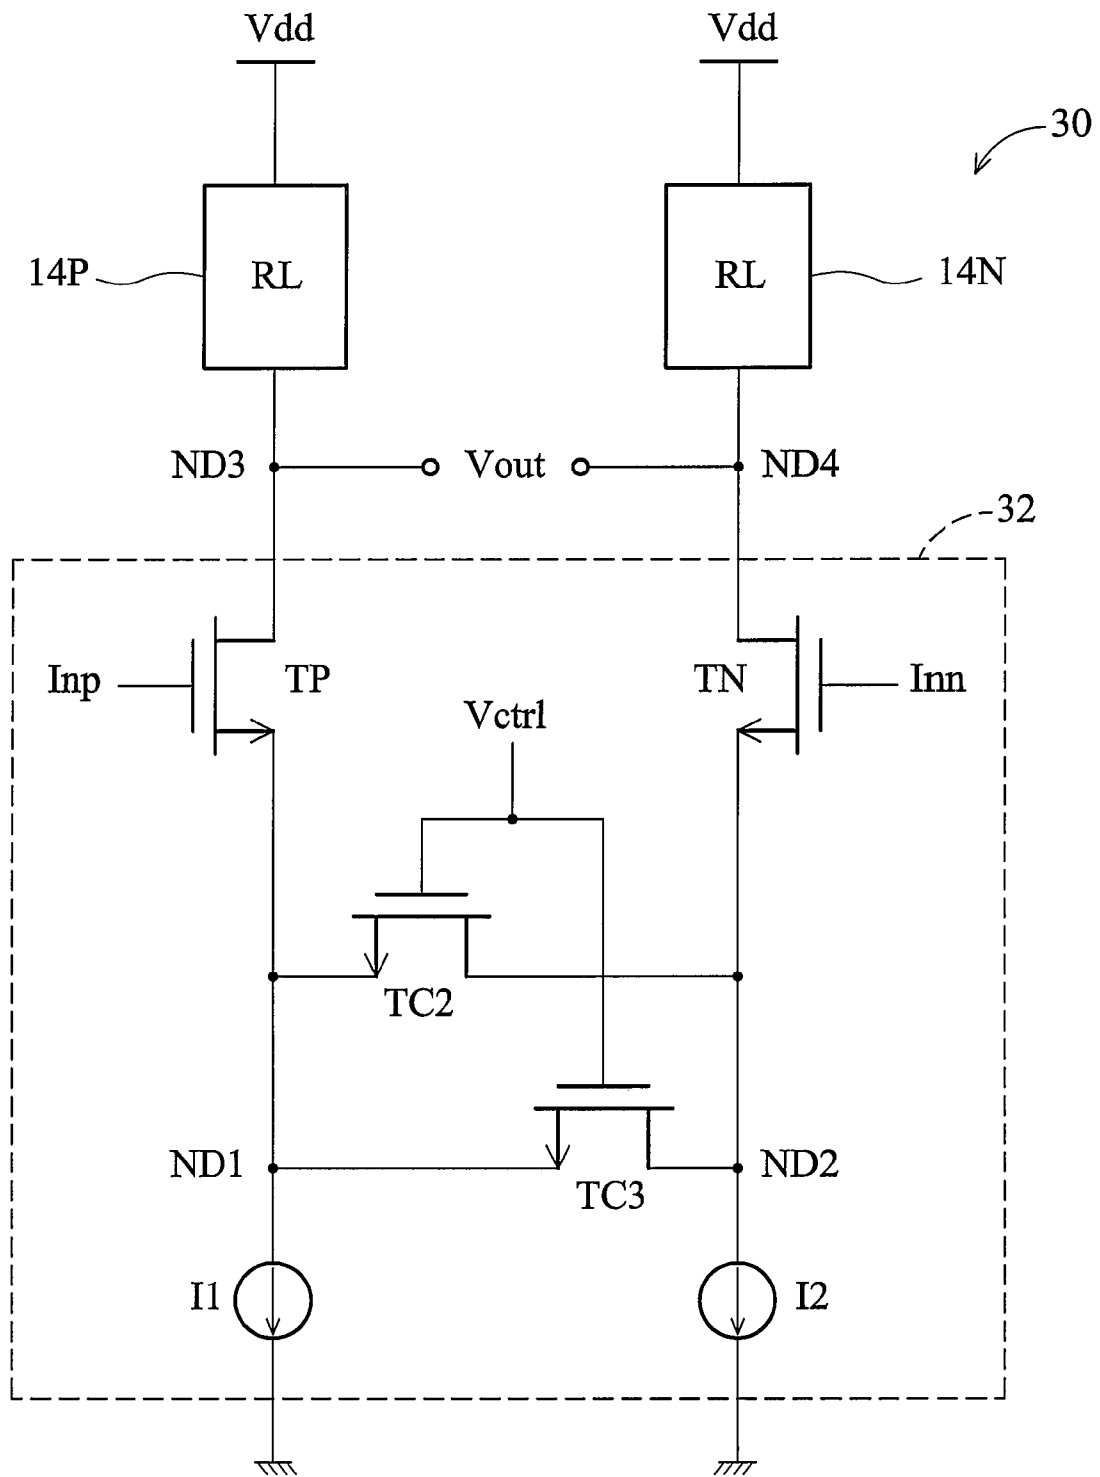 Vdd
Vdd
30
14P
RL
RL
14N
ND3
Vout
ND4
32
Inp
TP
TN
Inn
Vctrl
TC2
ND1
ND2
TC3
I1
I2